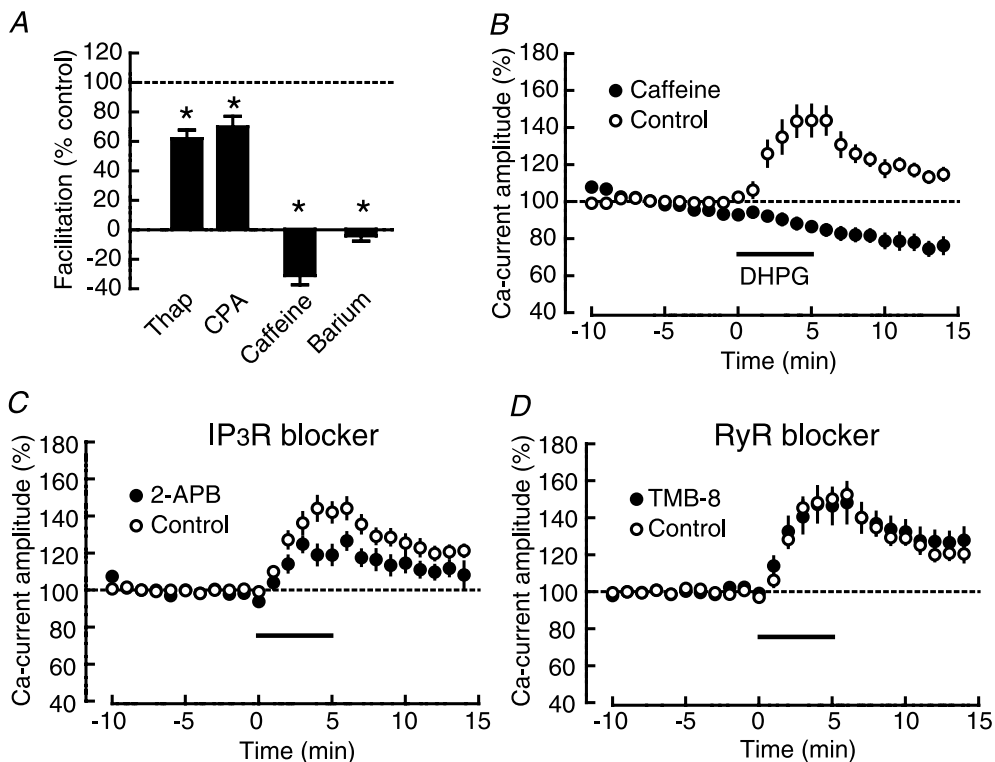 A
Facilitation (% control)
120
100
80
60
40
20
0
-20
-40
*
*
*
*
Thap
CPA
Caffeine
Barium
B
Ca-current amplitude (%)
180
160
140
120
100
80
60
40
Caffeine
Control
DHPG
-10
-5
0
5
10
15
Time (min)
C
IP3R blocker
Ca-current amplitude (%)
180
160
140
120
100
80
60
40
2-APB
Control
-10
-5
0
5
10
15
Time (min)
D
RyR blocker
Ca-current amplitude (%)
180
160
140
120
100
80
60
40
TMB-8
Control
-10
-5
0
5
10
15
Time (min)